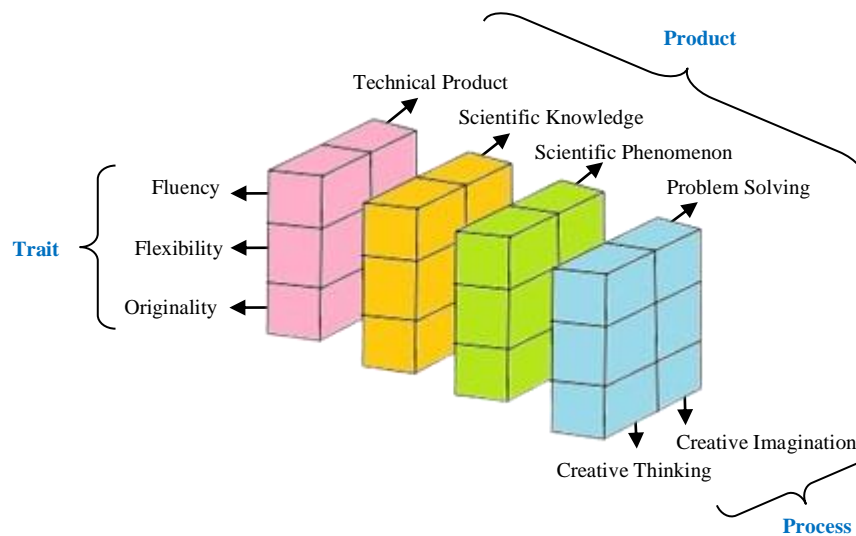 Product
Technical Product
Scientific Knowledge
Scientific Phenomenon
Problem Solving
Fluency
Trait
Flexibility
Originality
Creative Imagination
Creative Thinking
Process